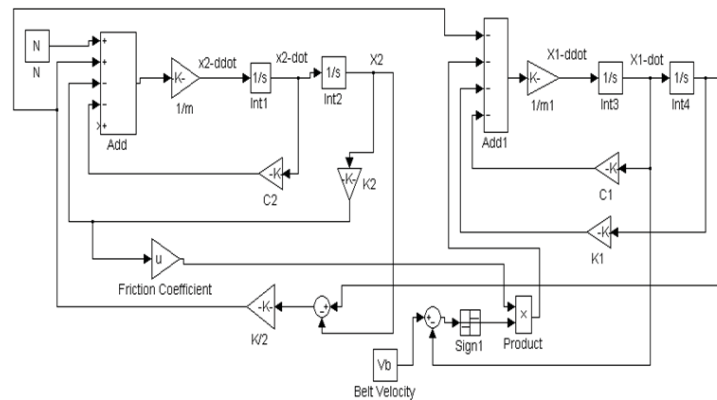 N
N
+
+
-
-
x+
Add
-K-
1/m
x2-ddot
1/s
Int1
x2-dot
1/s
Int2
X2
-K
C2
-K-
K2
u
Friction Coefficient
-K-
K/2
-
-
-
-
Add1
K-
1/m1
X1-ddot
1/s
Int3
X1-dot
1/s
Int4
-K
C1
-K
K1
Sign1
x
Product
Vb
Belt Velocity